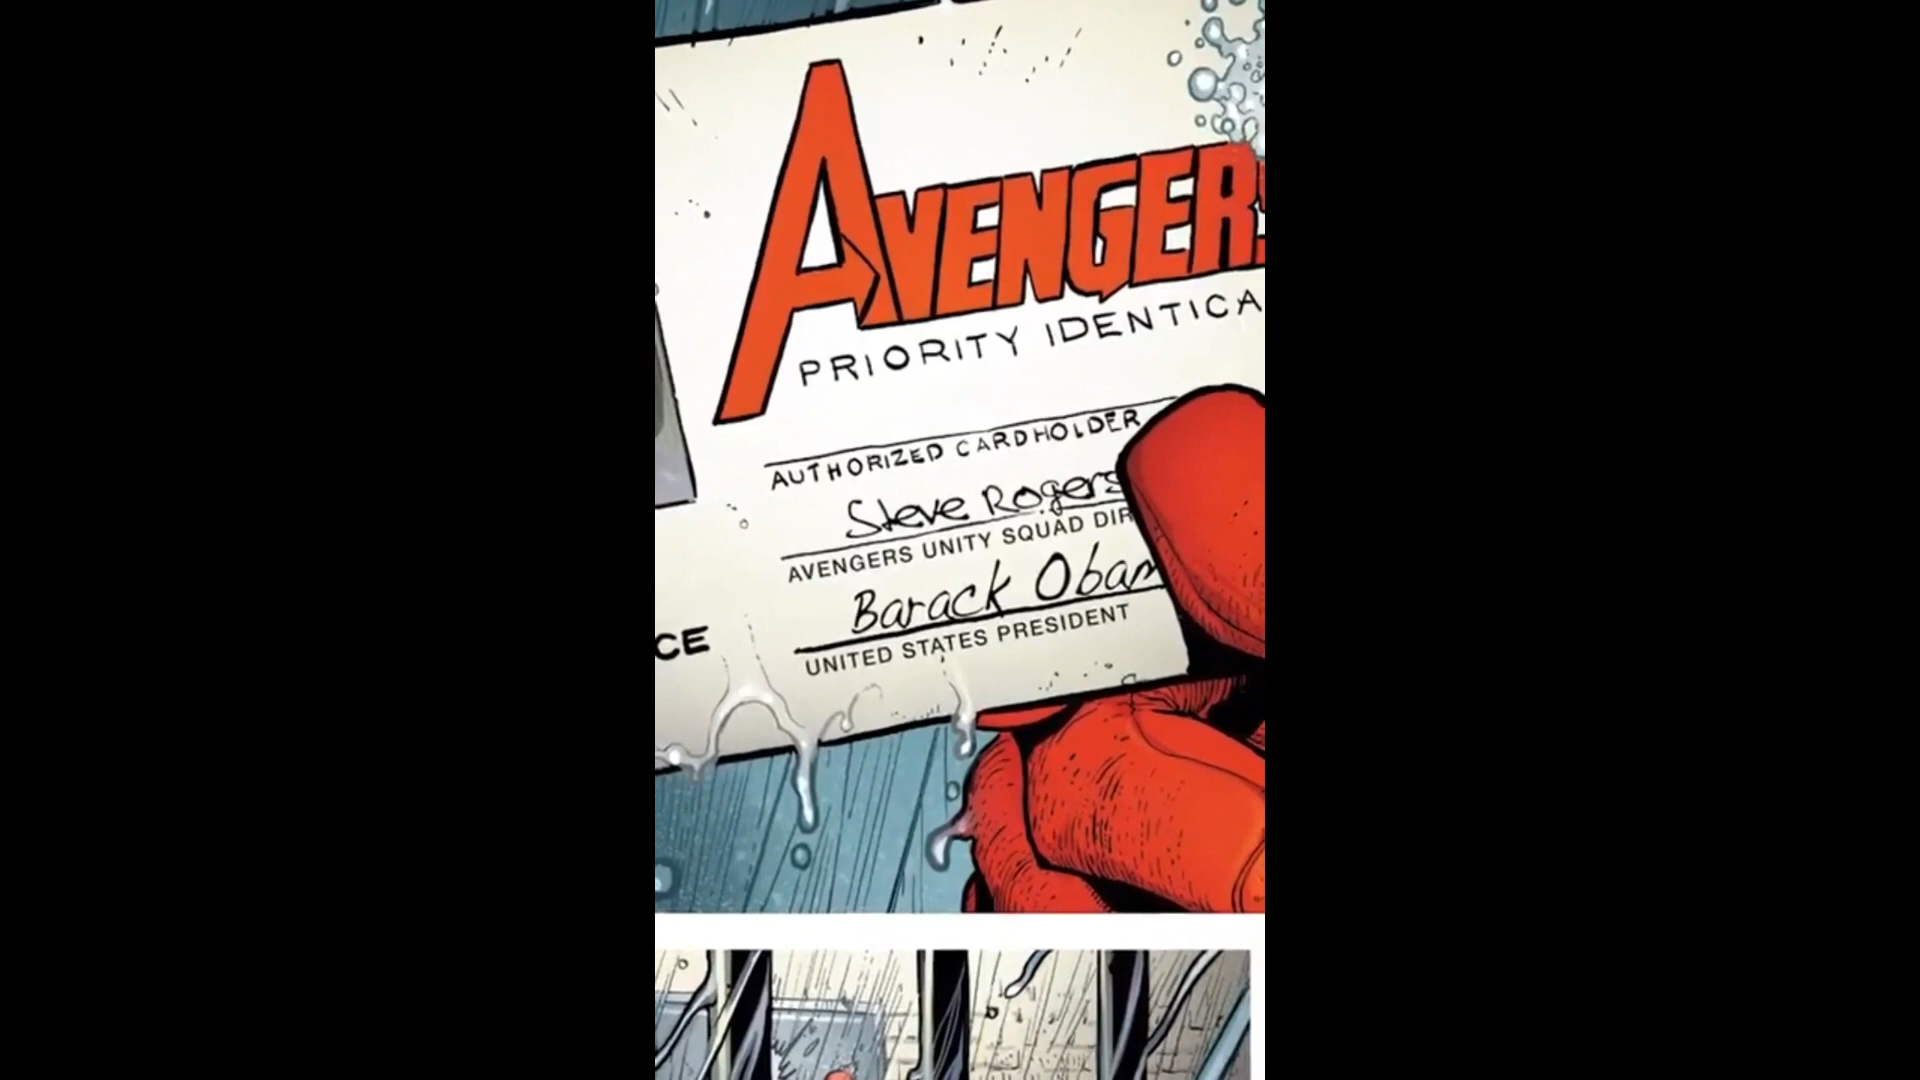 AVENGERS
PRIORITY IDENTICA
AUTHORIZED CARDHOLDER
Steve Rogers
AVENGERS UNITY SQUAD DIR
CE
Barack Obam
UNITED STATES PRESIDENT